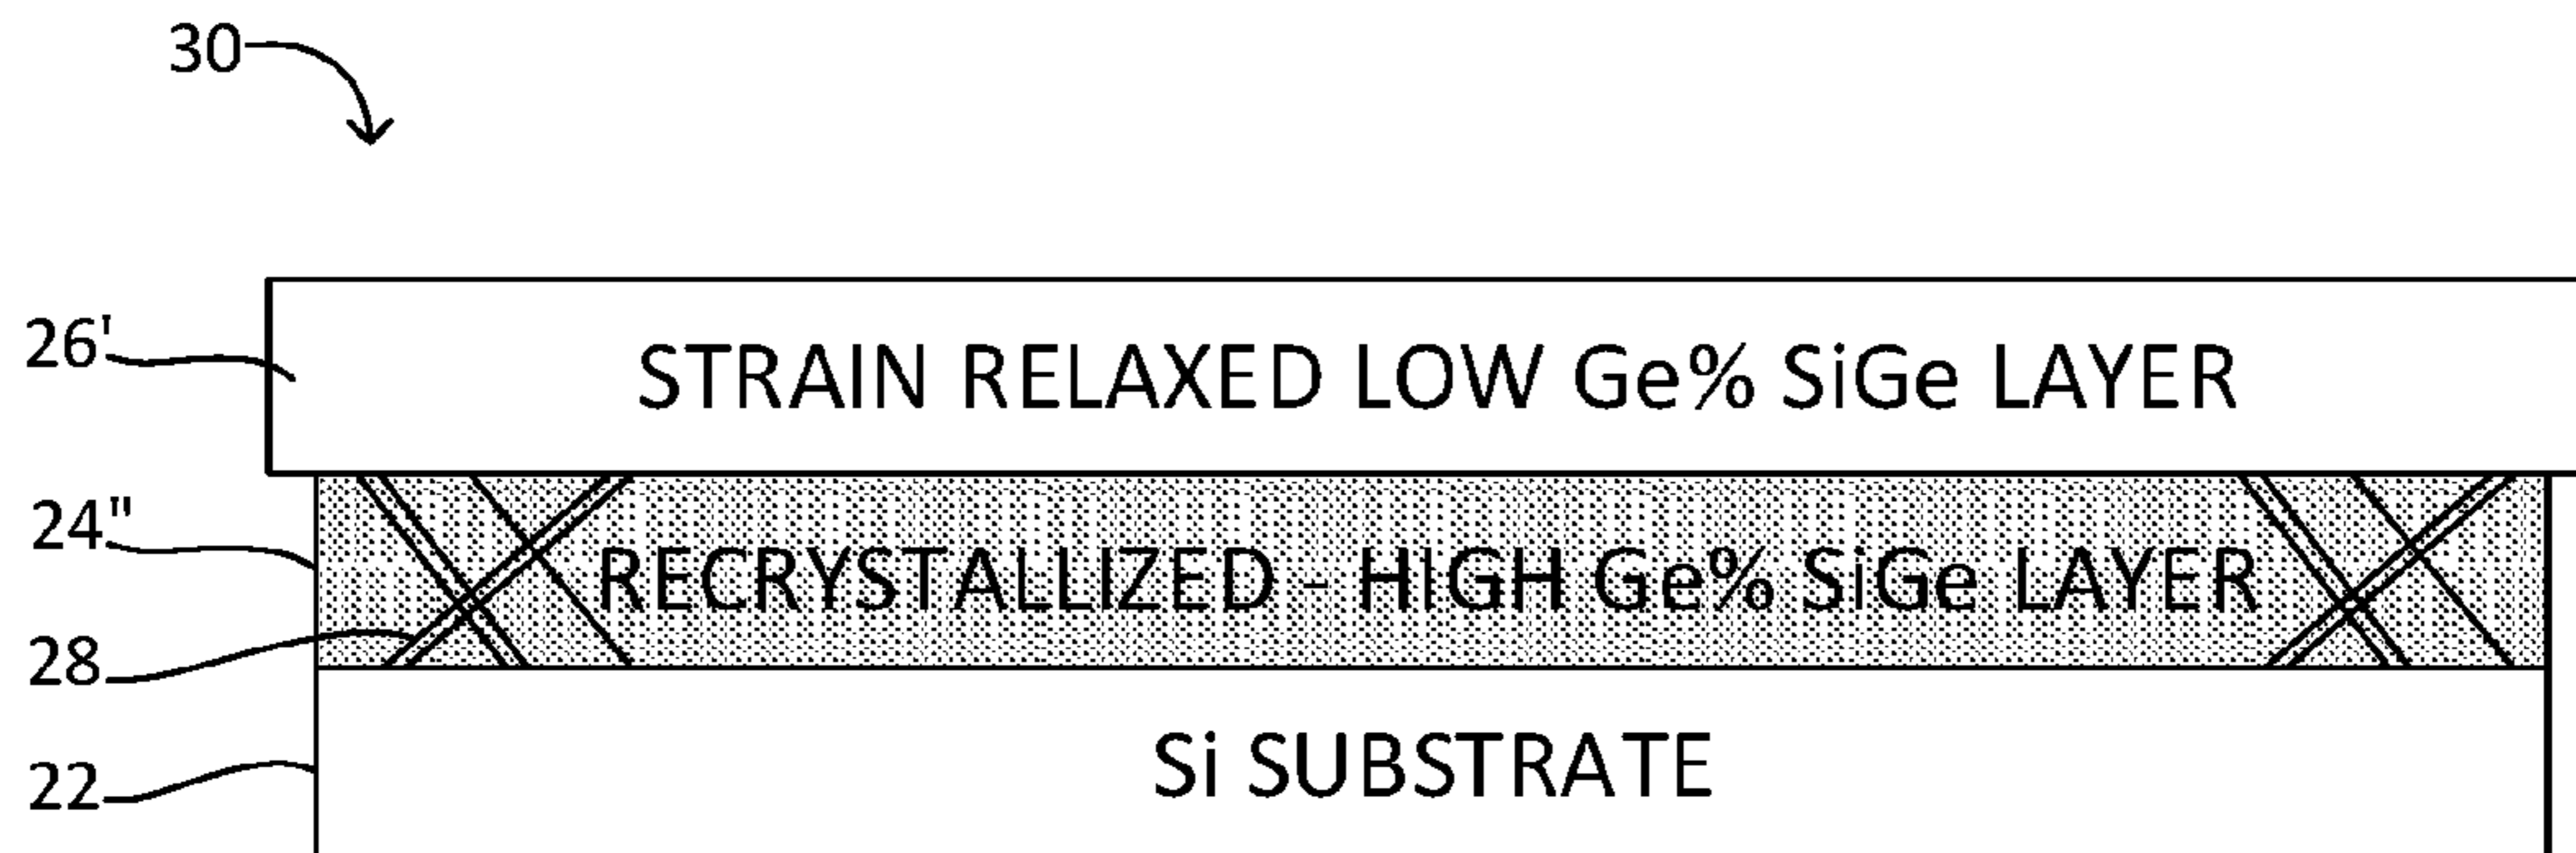 30
26'
STRAIN RELAXED LOW Ge% SiGe LAYER
24"
RECRYSTALLIZED - HIGH Ge% SiGe LAYER
28
22
Si SUBSTRATE